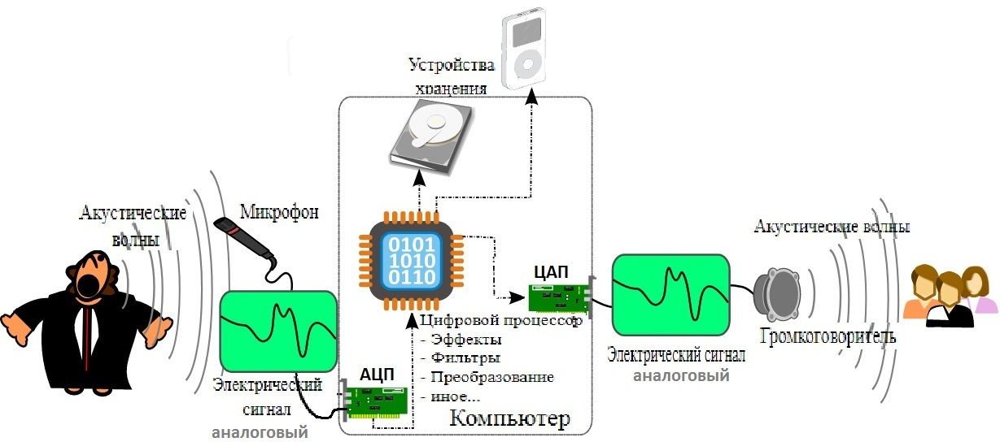 Устройства
хранения
Акустические
волны
Микрофон
0101
1010
0110
ЦАП
Акустические волны
Цифровой процессор
- Эффекты
- Фильтры
- Преобразование
- иное...
Громкоговоритель
Электрический сигнал
аналоговый
Электрический
сигнал
аналоговый
АЦП
Компьютер